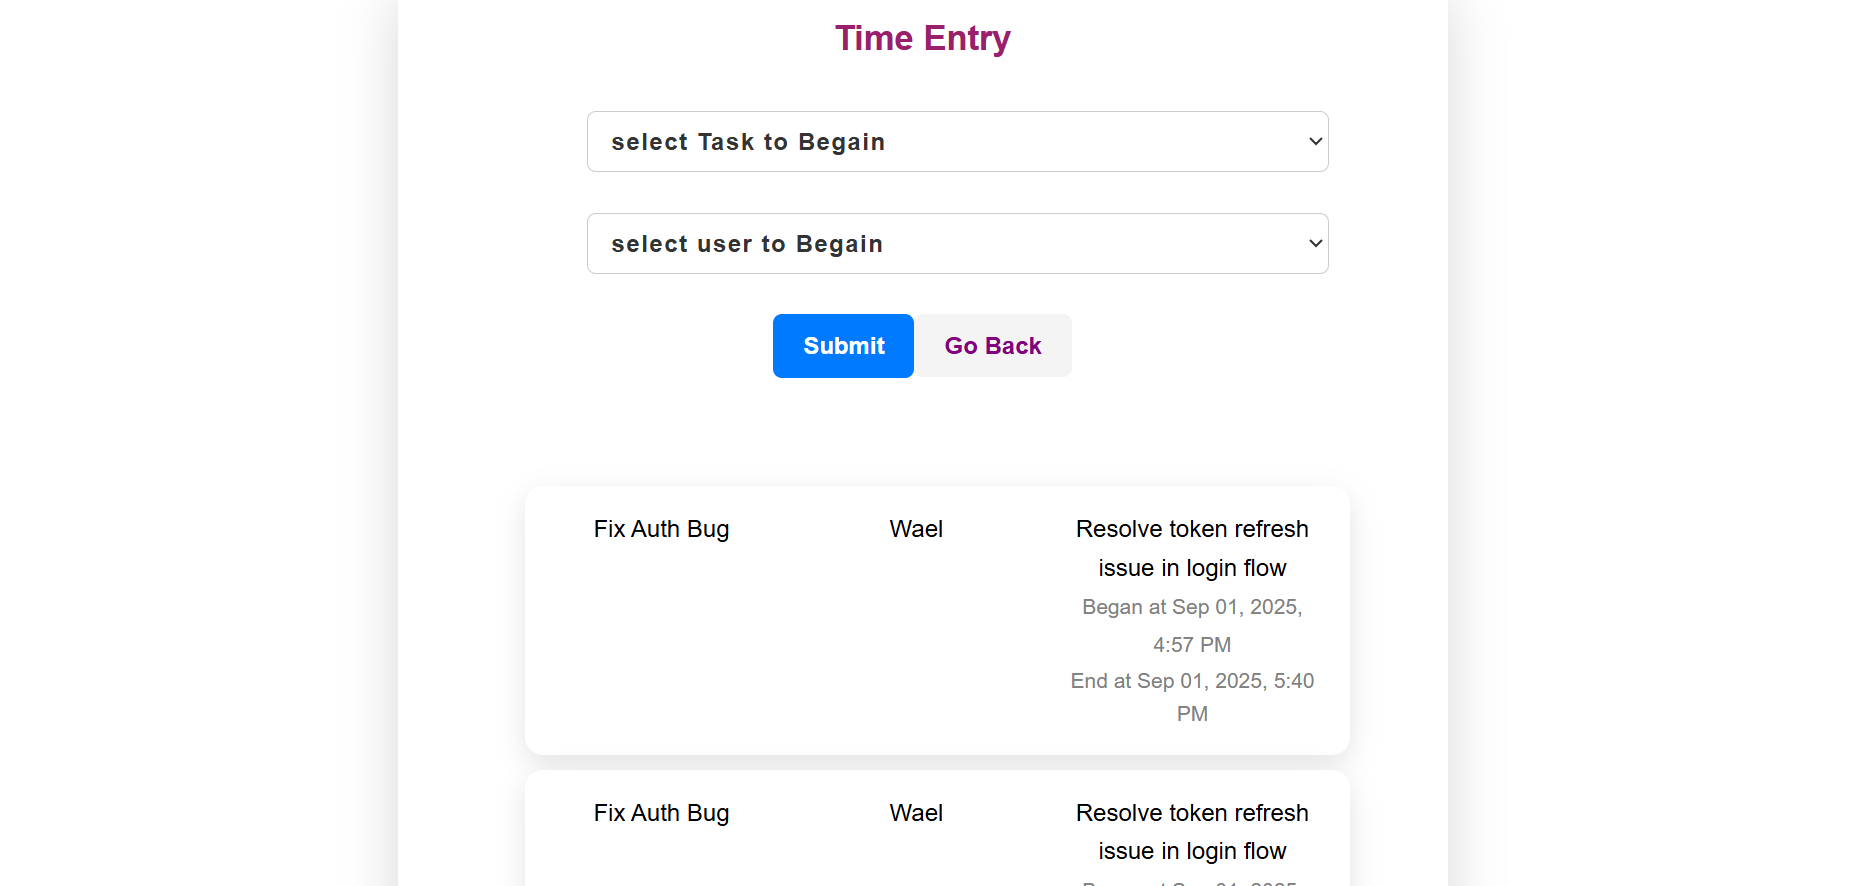 Time Entry
select Task to Begain
select user to Begain
Submit Go Back
Fix Auth Bug Wael Resolve token refresh
issue in login flow
Began at Sep 01, 2025,
4:57 PM
End at Sep 01, 2025, 5:40
PM
Fix Auth Bug Wael Resolve token refresh
issue in login flow